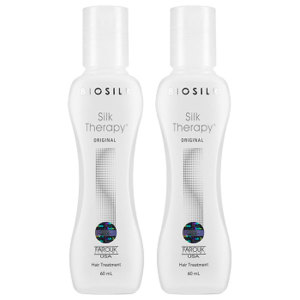 BIOSILK
Silk
Therapy
ORIGINAL
FAROUK
USA
Hair Treatment
60 mL
BIOSILK
Silk
Therapy
ORIGINAL
FAROUK
USA
Hair Treatment
60 mL